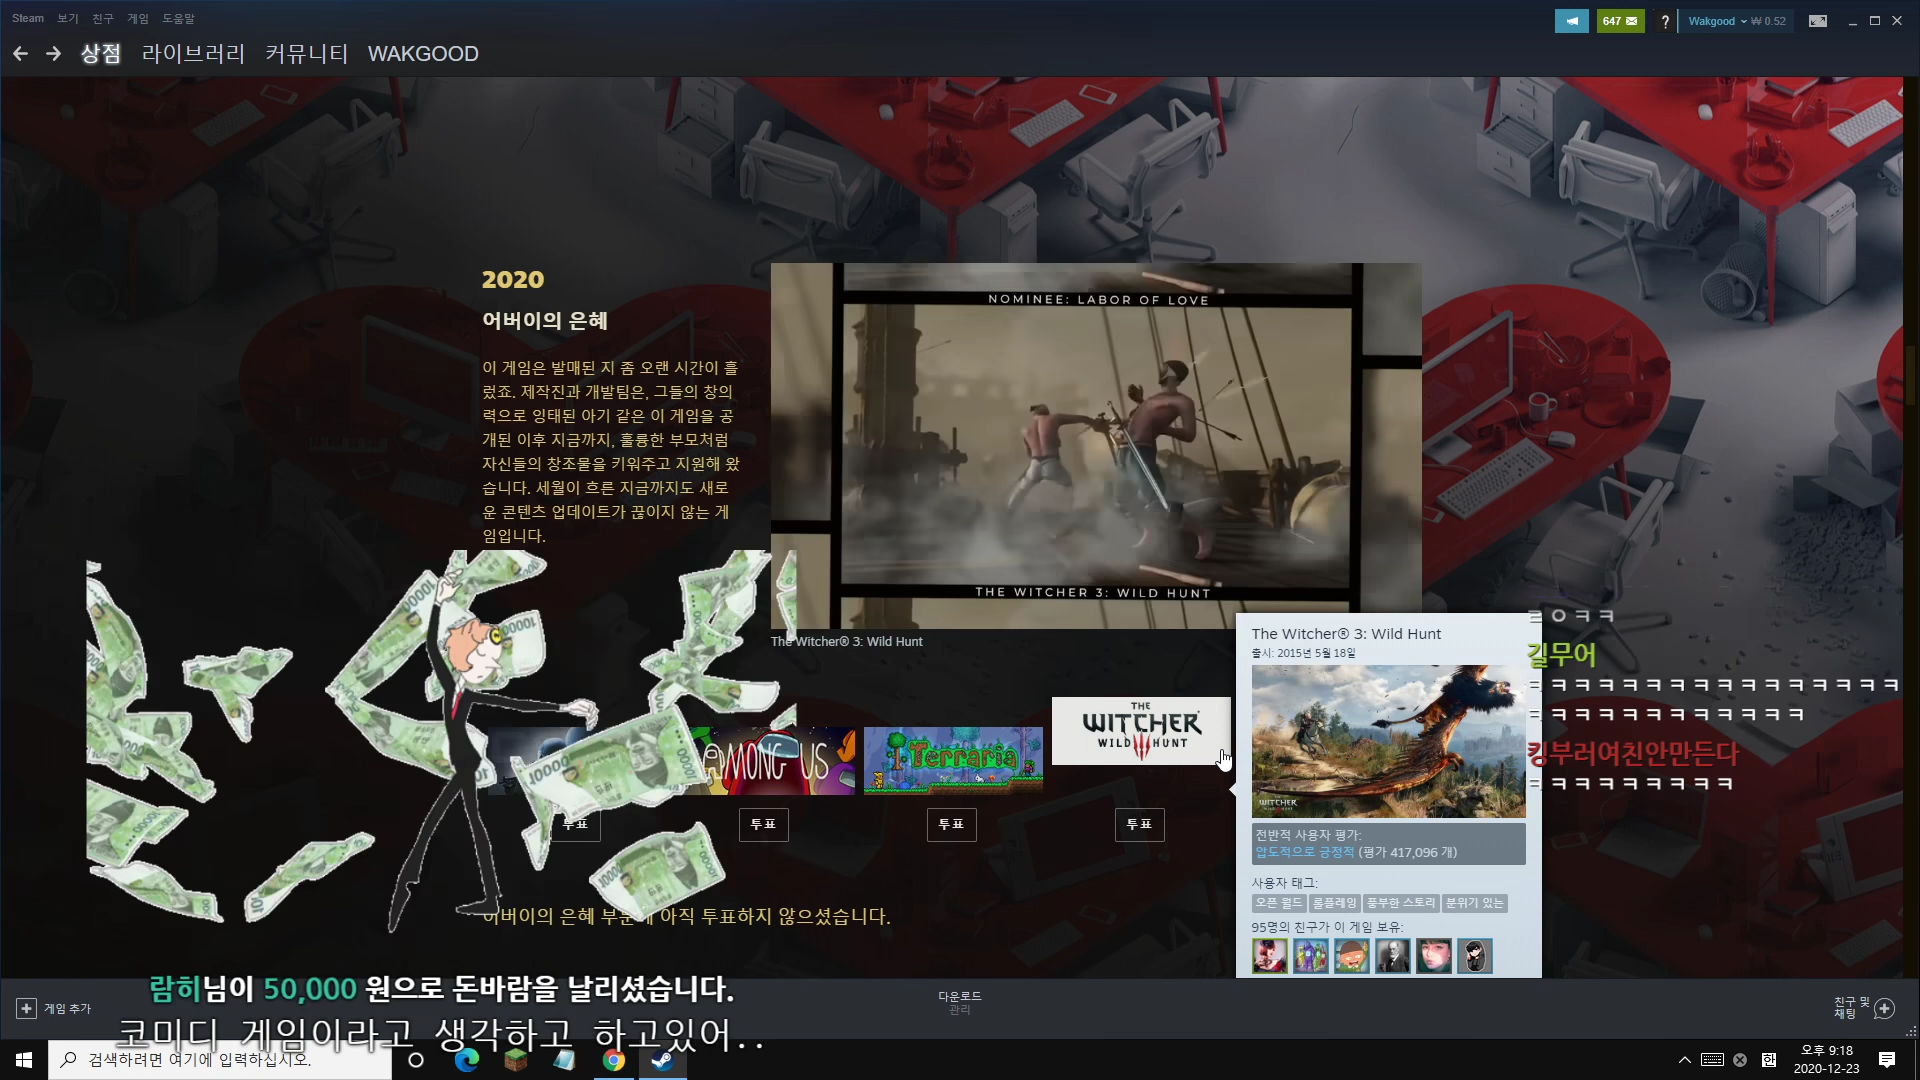 Steam 보기 친구 게임 도움말
647
?
Wakgood ₩ 0.52
상점 라이브러리 커뮤니티 WAKGOOD
2020
어버이의 은혜
이 게임은 발매된 지 좀 오랜 시간이 흘
렀죠. 제작진과 개발팀은, 그들의 창의
력으로 잉태된 아기 같은 이 게임을 공
개된 이후 지금까지, 훌륭한 부모처럼
자신들의 창조물을 키워주고 지원해 왔
습니다. 세월이 흐른 지금까지도 새로
운 콘텐츠 업데이트가 끊이지 않는 게
임입니다.
NOMINEE: LABOR OF LOVE
THE WITCHER 3: WILD HUNT
The Witcher® 3: Wild Hunt
AMONG US
Terraria
THE
WITCHER
WILD HUNT
투표
투표
투표
투표
어버이의 은혜 부문에 아직 투표하지 않으셨습니다.
The Witcher® 3: Wild Hunt
출시: 2015년 5월 18일
WITCHER
전반적 사용자 평가:
압도적으로 긍정적 (평가 417,096 개)
사용자 태그:
오픈 월드 롤플레잉 풍부한 스토리 분위기 있는
95명의 친구가 이 게임 보유:
ㄹㅇㅋㅋ
길무어
ㅋㅋㅋㅋㅋㅋㅋㅋㅋㅋㅋㅋㅋㅋㅋㅋ
ㅋㅋㅋㅋㅋㅋㅋㅋㅋㅋㅋㅋ
킹부러여친안만든다
ㅋㅋㅋㅋㅋㅋㅋㅋㅋ
10000
람히님이 50,000 원으로 돈바람을 날리셨습니다.
코미디 게임이라고 생각하고 하고있어..
게임 추가
다운로드
관리
친구 및
채팅
검색하려면 여기에 입력하십시오.
한
오후 9:18
2020-12-23